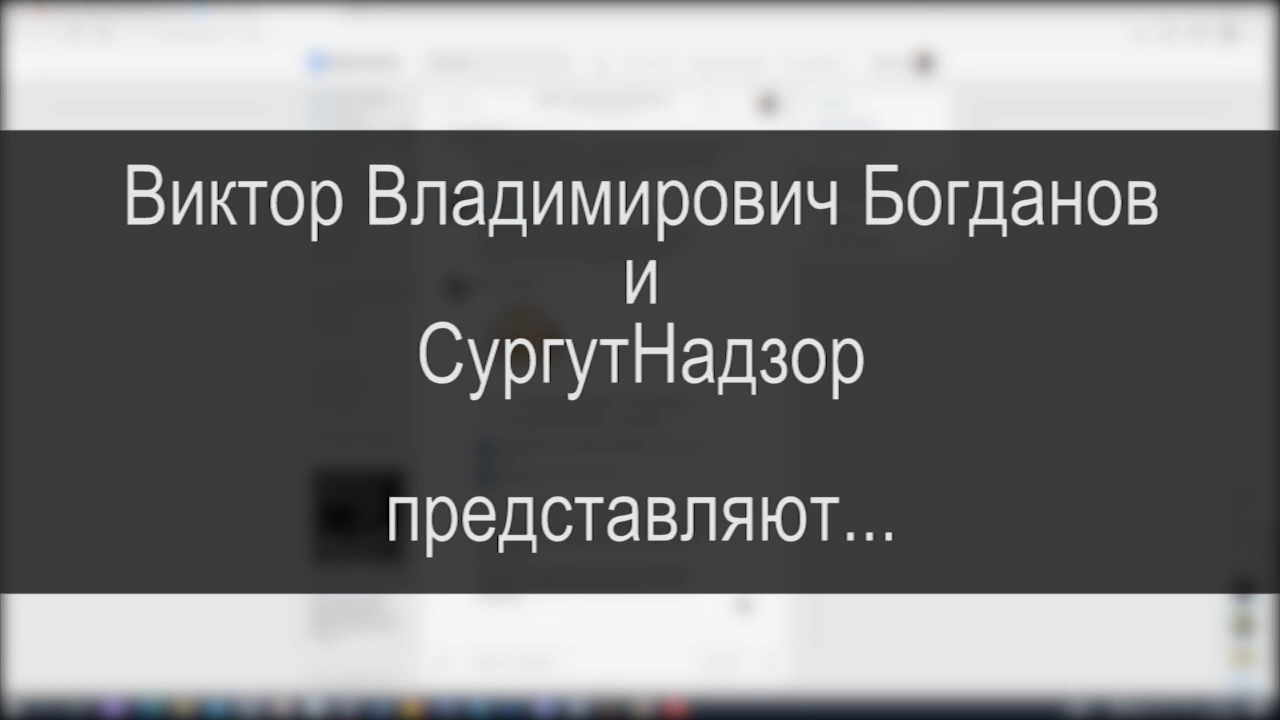 Виктор Владимирович Богданов
и
СургутНадзор
представляют...